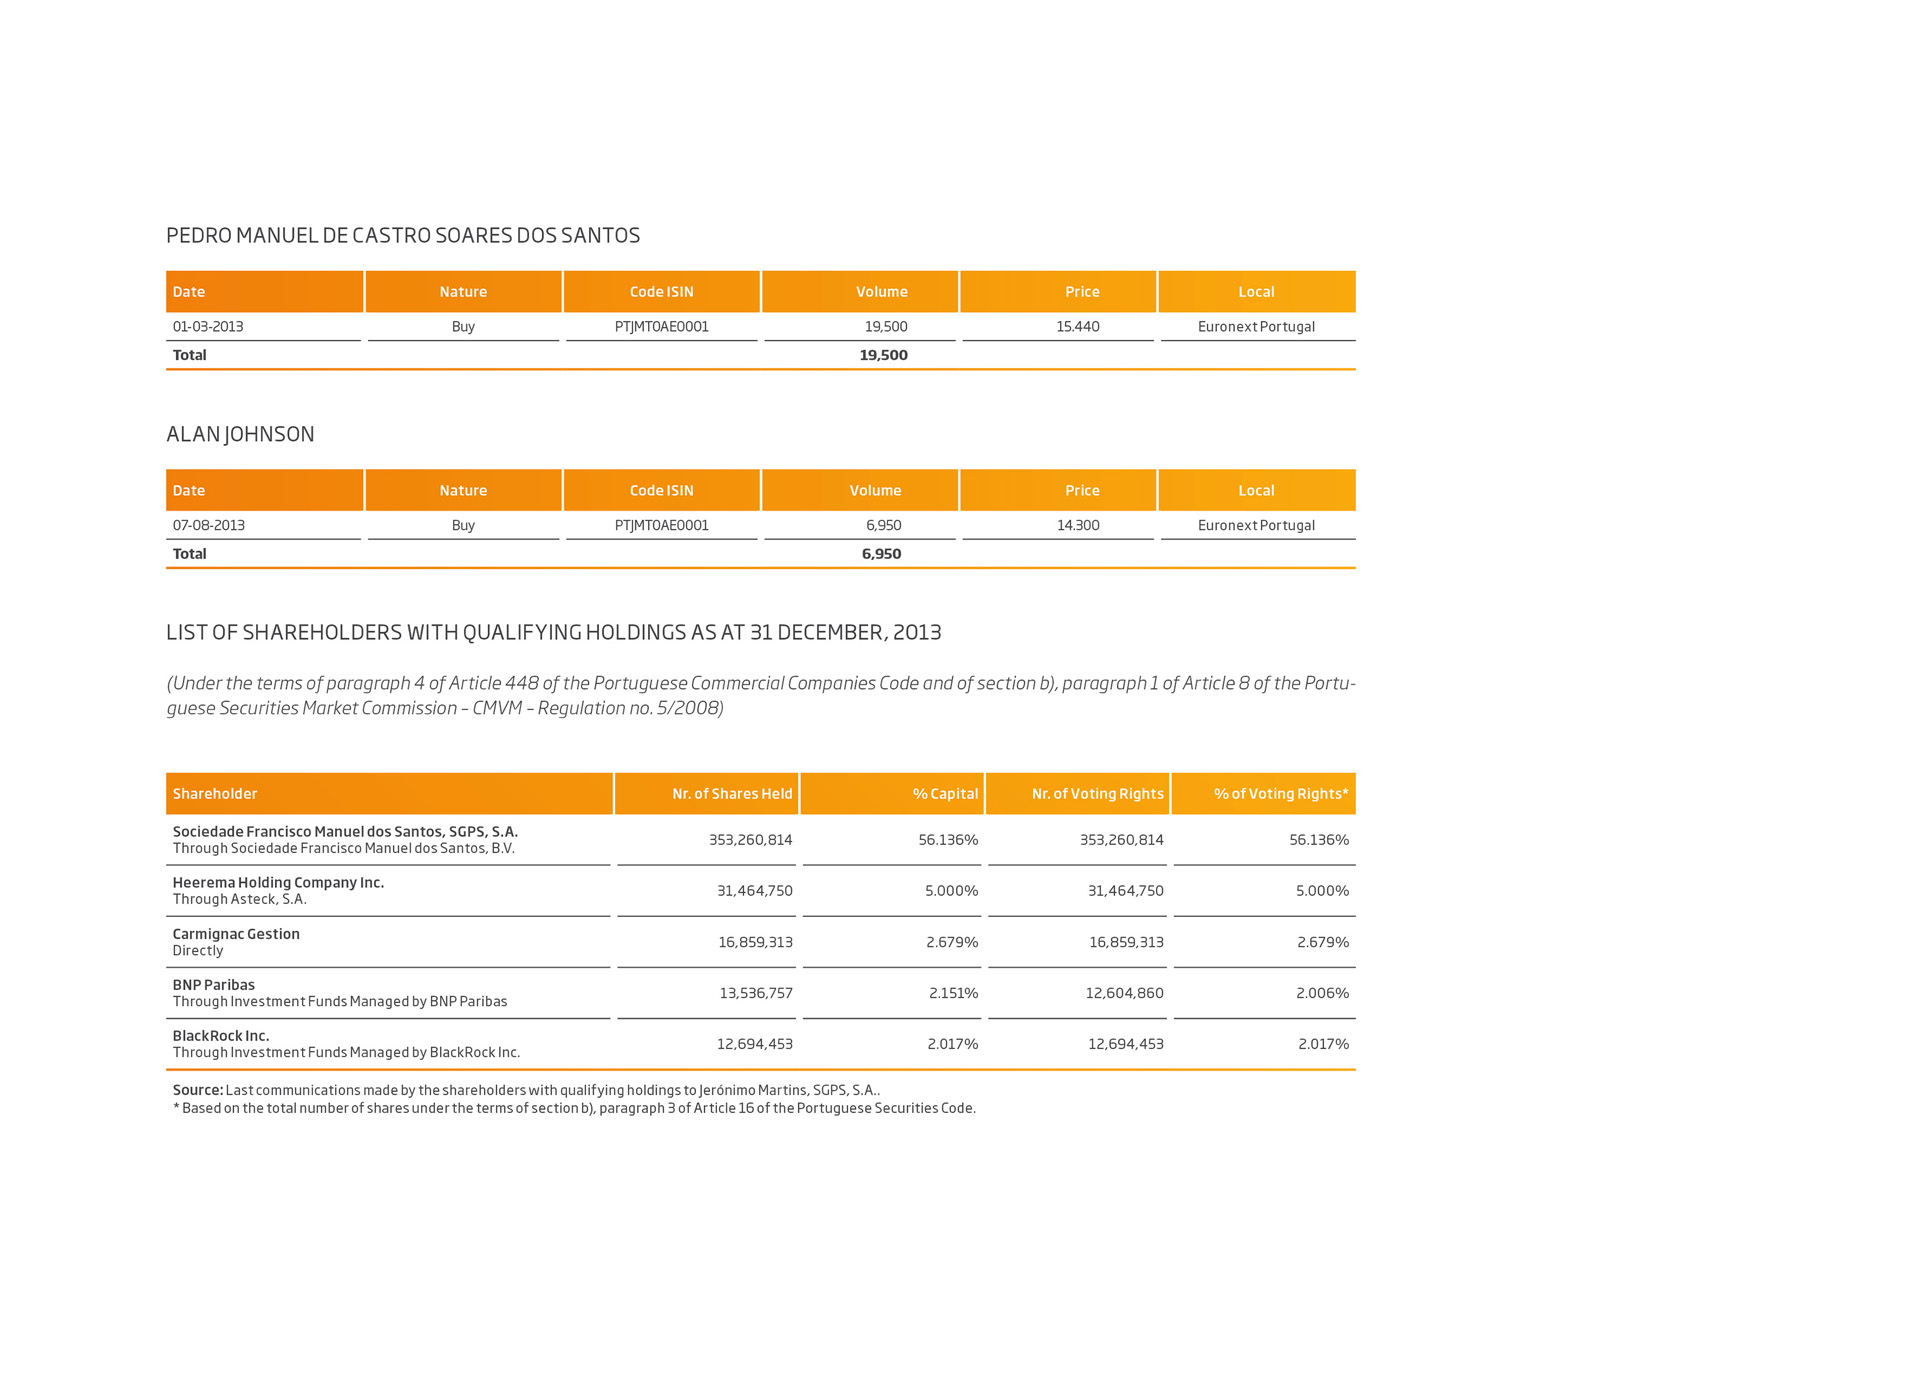 PEDRO MANUEL DE CASTRO SOARES DOS SANTOS
Date Nature Code ISIN Volume Price Local
01-03-2013 Buy PTJMT0AE0001 19,500 15.440 Euronext Portugal
Total 19,500
ALAN JOHNSON
Date Nature Code ISIN Volume Price Local
07-08-2013 Buy PTJMT0AE0001 6,950 14.300 Euronext Portugal
Total 6,950
LIST OF SHAREHOLDERS WITH QUALIFYING HOLDINGS AS AT 31 DECEMBER, 2013
(Under the terms of paragraph 4 of Article 448 of the Portuguese Commercial Companies Code and of section b), paragraph 1 of Article 8 of the Portu-
guese Securities Market Commission – CMVM – Regulation no. 5/2008)
Shareholder Nr. of Shares Held % Capital Nr. of Voting Rights % of Voting Rights*
Sociedade Francisco Manuel dos Santos, SGPS, S.A.
Through Sociedade Francisco Manuel dos Santos, B.V. 353,260,814 56.136% 353,260,814 56.136%
Heerema Holding Company Inc.
Through Asteck, S.A. 31,464,750 5.000% 31,464,750 5.000%
Carmignac Gestion
Directly 16,859,313 2.679% 16,859,313 2.679%
BNP Paribas
Through Investment Funds Managed by BNP Paribas 13,536,757 2.151% 12,604,860 2.006%
BlackRock Inc.
Through Investment Funds Managed by BlackRock Inc. 12,694,453 2.017% 12,694,453 2.017%
Source: Last communications made by the shareholders with qualifying holdings to Jerónimo Martins, SGPS, S.A..
* Based on the total number of shares under the terms of section b), paragraph 3 of Article 16 of the Portuguese Securities Code.